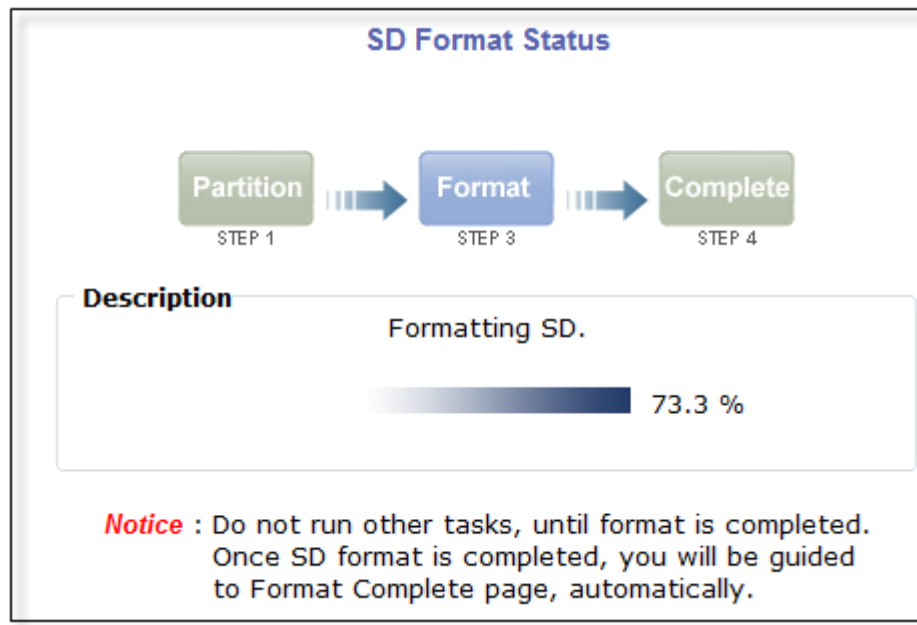 SD Format Status
Partition
Format
Complete
STEP 1
STEP 3
STEP 4
Description
Formatting SD.
73.3 %
Notice : Do not run other tasks, until format is completed.
Once SD format is completed, you will be guided
to Format Complete page, automatically.